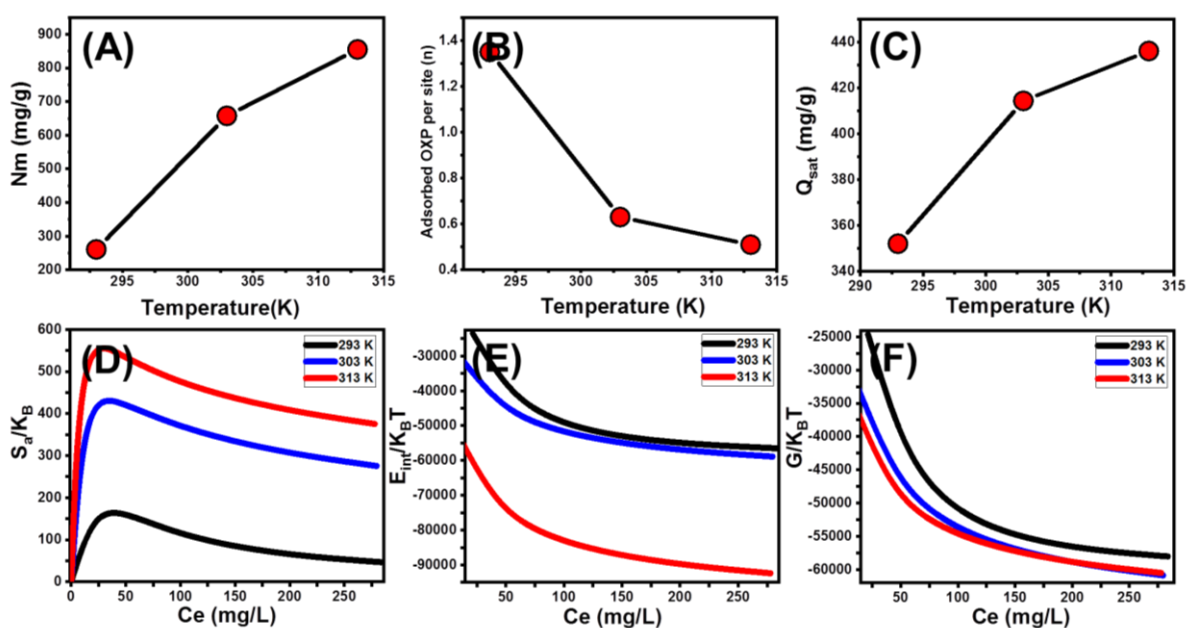 (A)
Nm (mg/g)
900
800
700
600
500
400
300
200
295
300
305
310
315
Temperature(K)
(B)
Adsorbed OXP per site (n)
1.4
1.2
1.0
0.8
0.6
0.4
295
300
305
310
315
Temperature (K)
(C)
Qsat (mg/g)
440
420
400
380
360
340
290
295
300
305
310
315
Temperature (K)
(D)
Sa/KB
600
500
400
300
200
100
0
0
50
100
150
200
250
Ce (mg/L)
293 K
303 K
313 K
(E)
Eint/KBT
-30000
-40000
-50000
-60000
-70000
-80000
-90000
50
100
150
200
250
Ce (mg/L)
293 K
303 K
313 K
(F)
G/KBT
-25000
-30000
-35000
-40000
-45000
-50000
-55000
-60000
50
100
150
200
250
Ce (mg/L)
293 K
303 K
313 K